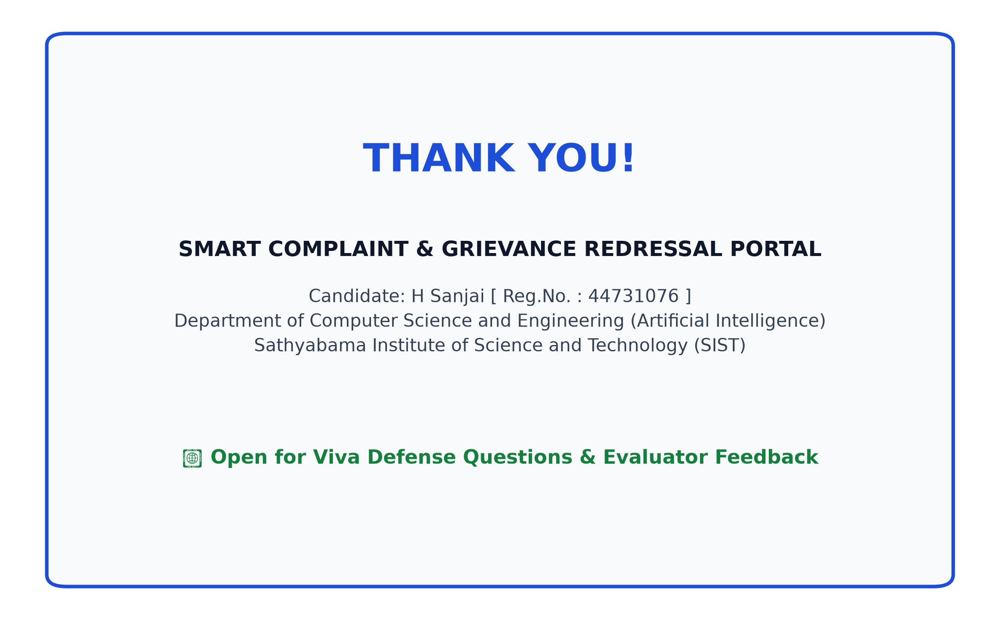 THANK YOU!
SMART COMPLAINT & GRIEVANCE REDRESSAL PORTAL
Candidate: H Sanjai [ Reg.No. : 44731076 ]
Department of Computer Science and Engineering (Artificial Intelligence)
Sathyabama Institute of Science and Technology (SIST)
Open for Viva Defense Questions & Evaluator Feedback